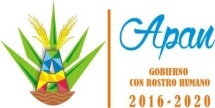 Apan
GOBIERNO
CON ROSTRO HUMANO
2016-2020